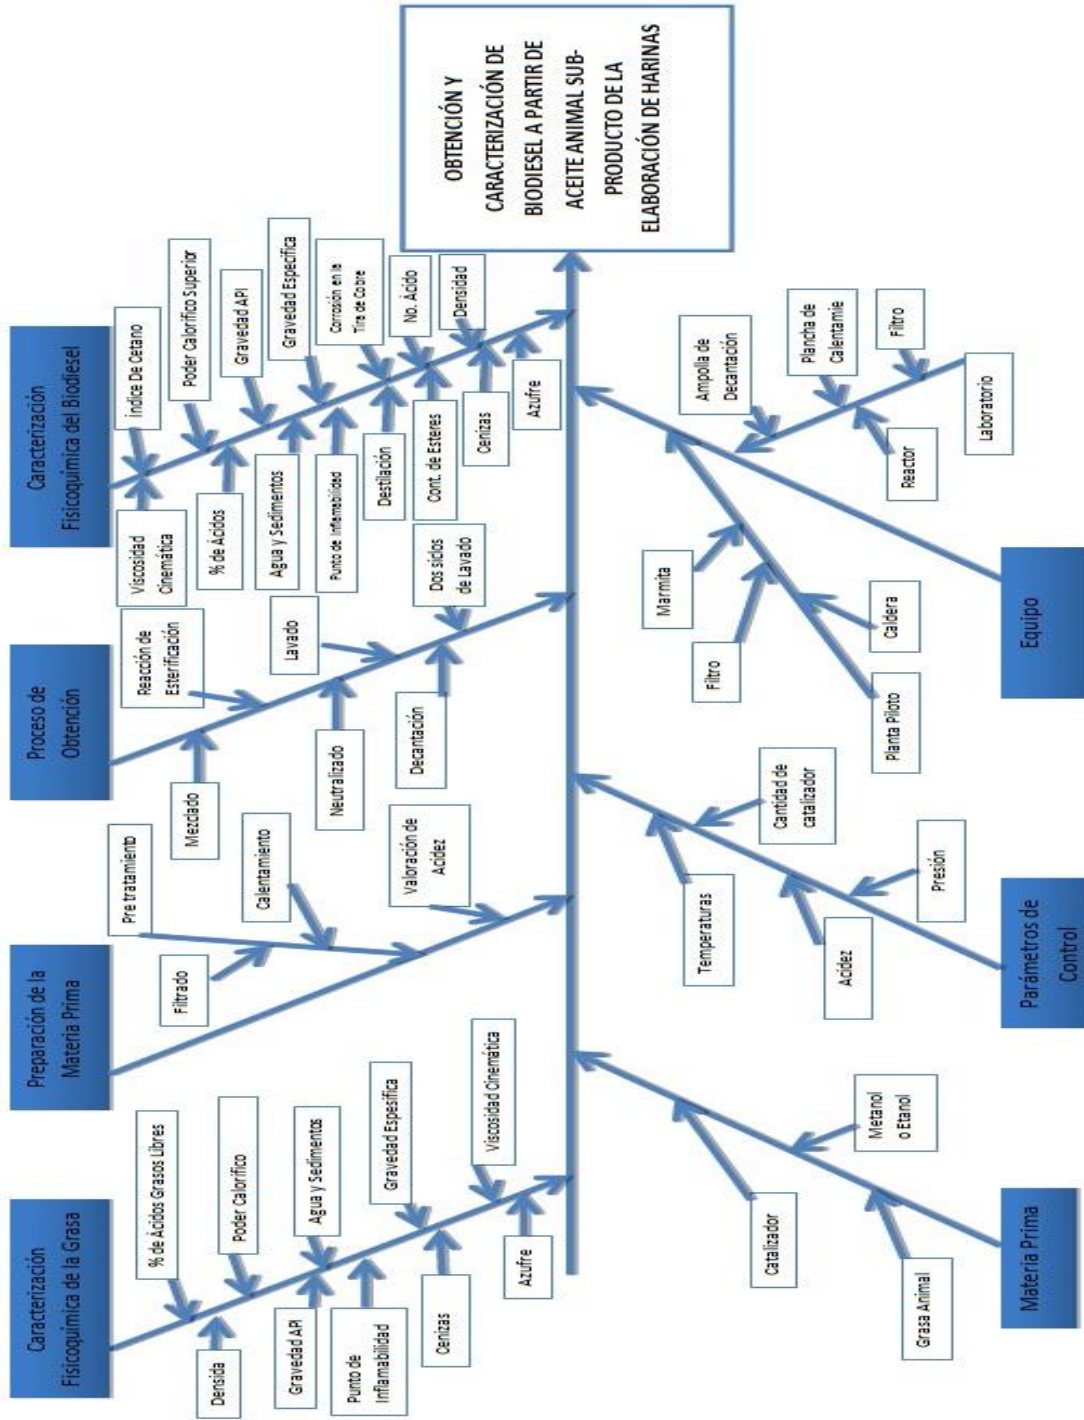 Caracterización
Fisicoquímica de la Grasa
% de Ácidos Grasos Libres
Densida
Poder Calorífico
Gravedad API
Agua y Sedimentos
Punto de
Inflamabilidad
Gravedad Espesífica
Cenizas
Viscosidad Cinemática
Azufre
Preparación de la
Materia Prima
Pre tratamiento
Filtrado
Calentamiento
Valoración de
Acidez
Proceso de
Obtención
Reacción de
Esterificación
Mezclado
Lavado
Neutralizado
Dos siclos
de Lavado
Decantación
Caracterización
Fisicoquímica del Biodiesel
Índice De Cetano
Viscosidad
Cinemática
Poder Calorífico Superior
% de Ácidos
Gravedad API
Agua y Sedimentos
Gravedad Específica
Punto de Inflamabilidad
Corrosión en la
Tira de Cobre
Destilación
No. Ácido
Cont. de Esteres
Densidad
Cenizas
Azufre
OBTENCIÓN Y
CARACTERIZACIÓN DE
BIODIESEL A PARTIR DE
ACEITE ANIMAL SUB-
PRODUCTO DE LA
ELABORACIÓN DE HARINAS
Materia Prima
Catalizador
Metanol
o Etanol
Grasa Animal
Parámetros de
Control
Temperaturas
Cantidad de
catalizador
Acidez
Presión
Equipo
Marmita
Filtro
Caldera
Planta Piloto
Ampolla de
Decantación
Plancha de
Calentamie
Filtro
Reactor
Laboratorio